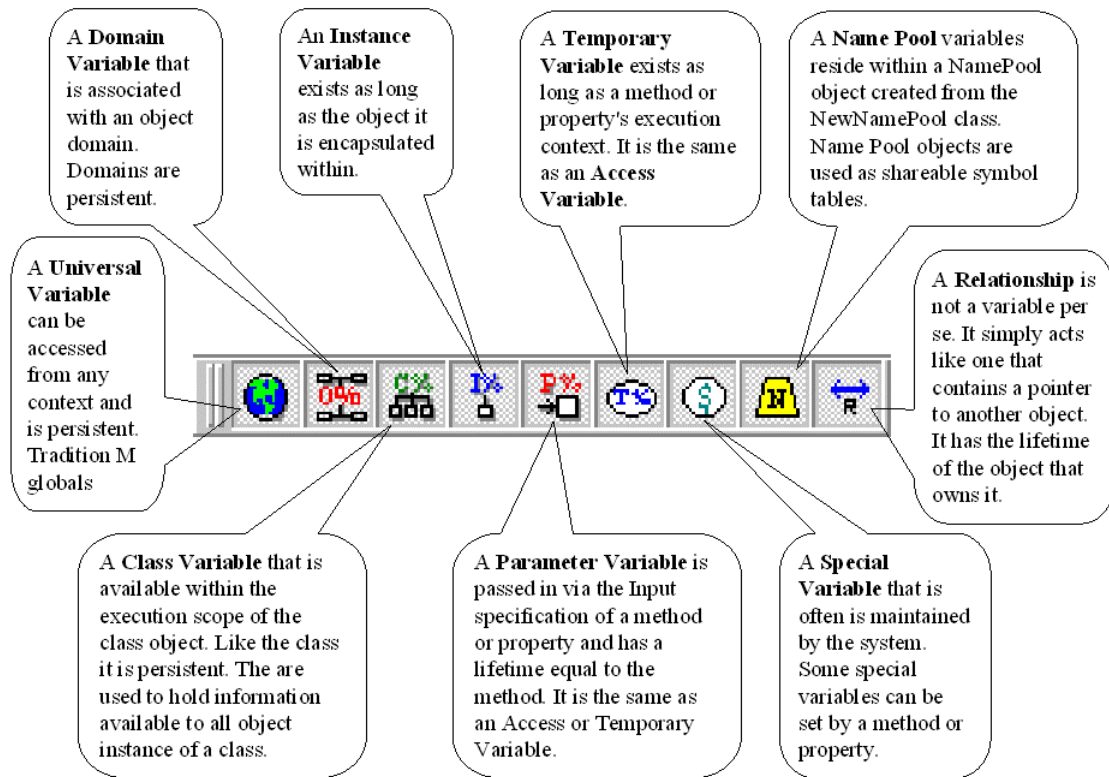 A Domain
Variable that
is associated
with an object
domain.
Domains are
persistent.
An Instance
Variable
exists as long
as the object it
is encapsulated
within.
A Temporary
Variable exists as
long as a method or
property's execution
context. It is the same
as an Access
Variable.
A Name Pool variables
reside within a NamePool
object created from the
NewNamePool class.
Name Pool objects are
used as shareable symbol
tables.
A Universal
Variable
can be
accessed
from any
context and
is persistent.
Tradition M
globals
O%
C%
I%
P%
T%
$
N
R
A Relationship is
not a variable per
se. It simply acts
like one that
contains a pointer
to another object.
It has the lifetime
of the object that
owns it.
A Class Variable that is
available within the
execution scope of the
class object. Like the class
it is persistent. The are
used to hold information
available to all object
instance of a class.
A Parameter Variable is
passed in via the Input
specification of a method
or property and has a
lifetime equal to the
method. It is the same as
an Access or Temporary
Variable.
A Special
Variable that is
often is maintained
by the system.
Some special
variables can be
set by a method or
property.